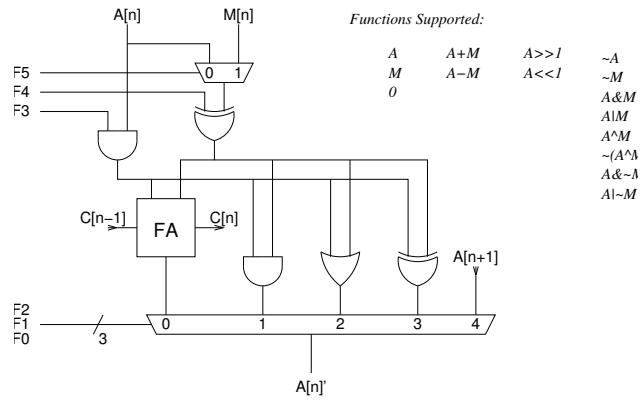 A[n]
M[n]
Functions Supported:
A A+M A>>1 ~A
M A−M A<<1 ~M
0 A&M
A|M
A^M
~(A^M
A&~M
A|~M
F5
F4
F3
0 1
C[n−1]
FA
C[n]
A[n+1]
F2
F1
F0
3
0 1 2 3 4
A[n]'